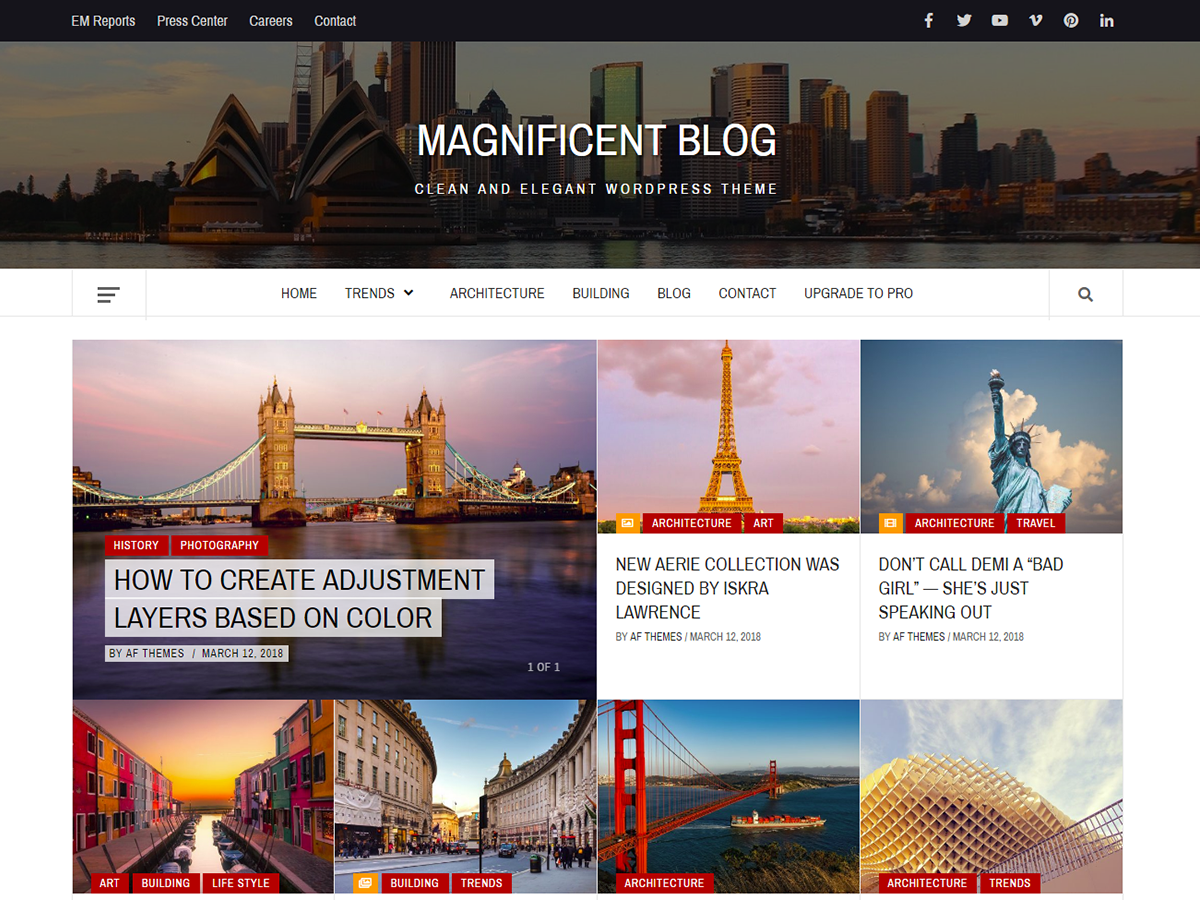 EM Reports Press Center Careers Contact
MAGNIFICENT BLOG
CLEAN AND ELEGANT WORDPRESS THEME
HOME TRENDS ARCHITECTURE BUILDING BLOG CONTACT UPGRADE TO PRO
HISTORY PHOTOGRAPHY
HOW TO CREATE ADJUSTMENT
LAYERS BASED ON COLOR
BY AF THEMES / MARCH 12, 2018
1 OF 1
ARCHITECTURE ART
NEW AERIE COLLECTION WAS
DESIGNED BY ISKRA
LAWRENCE
BY AF THEMES / MARCH 12, 2018
ARCHITECTURE TRAVEL
DON’T CALL DEMI A “BAD
GIRL” — SHE’S JUST
SPEAKING OUT
BY AF THEMES / MARCH 12, 2018
ART BUILDING LIFE STYLE
BUILDING TRENDS
ARCHITECTURE
ARCHITECTURE TRENDS